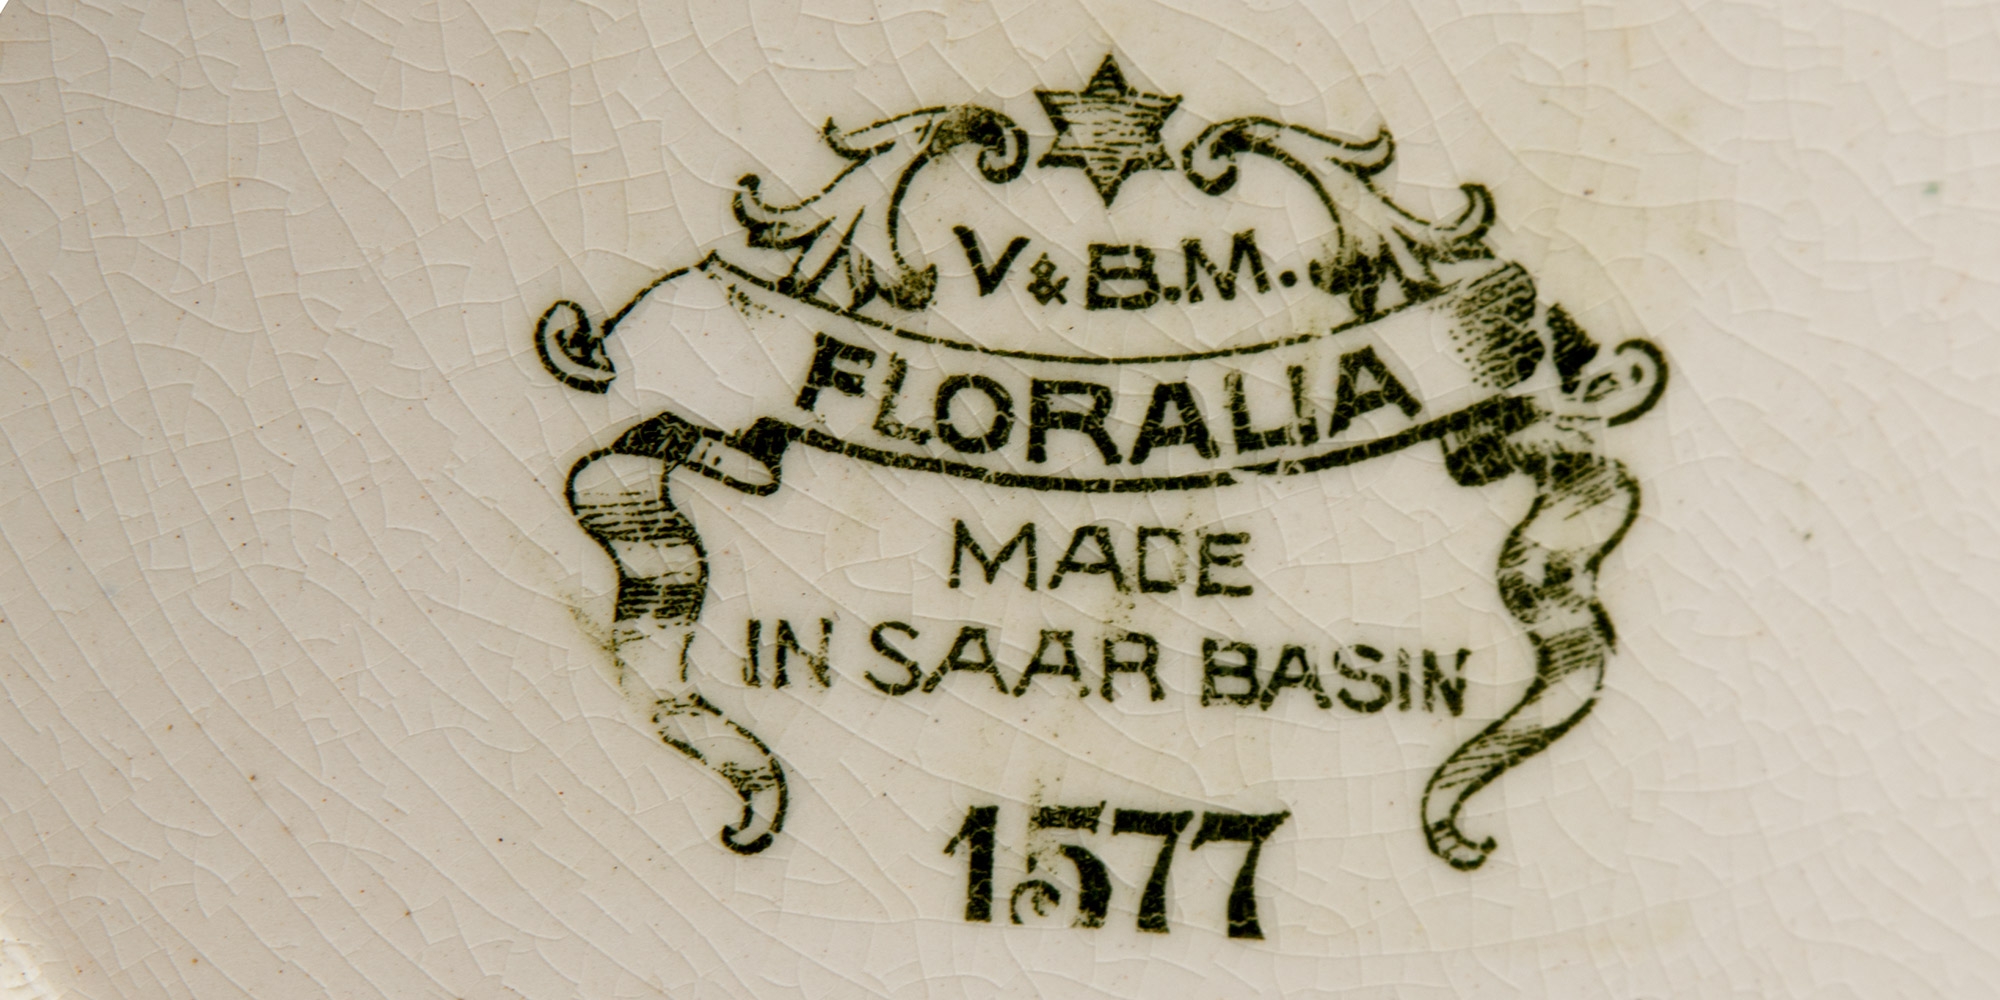 V & B.M.
FLORALIA
MADE
IN SAAR BASIN
1577